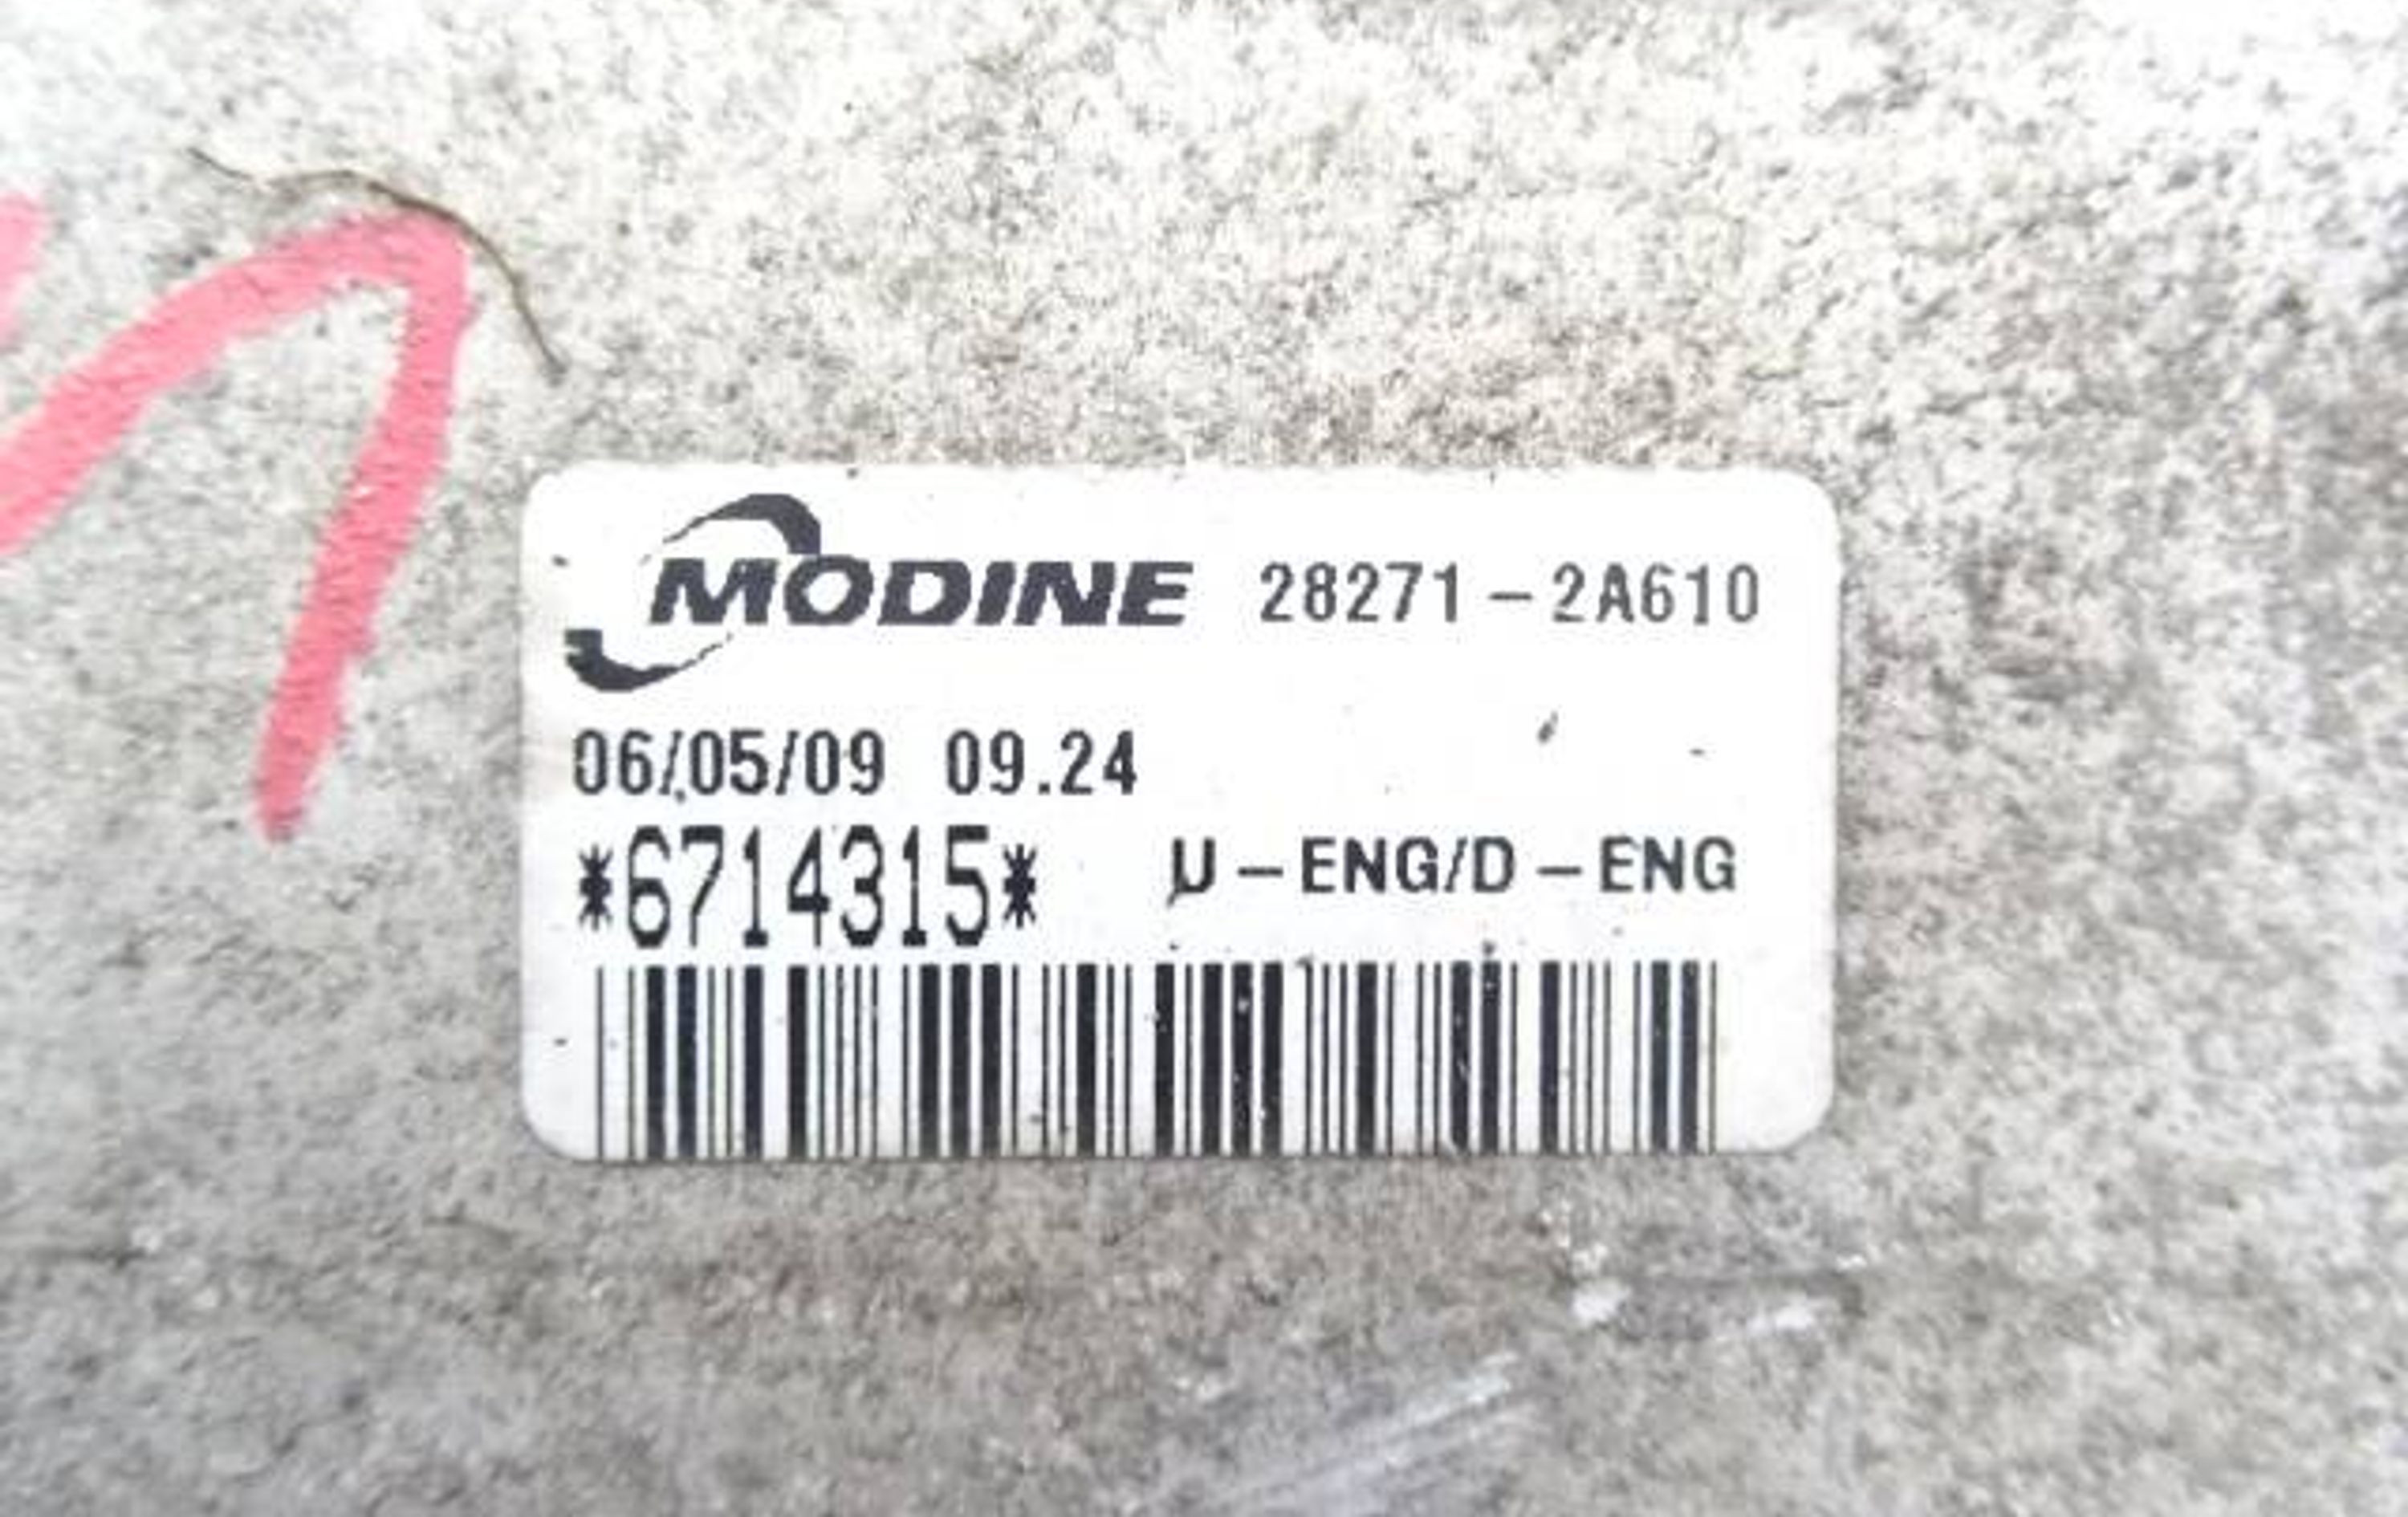 MODINE 28271-2A610
06/05/09 09.24
*6714315* μ-ENG/D-ENG